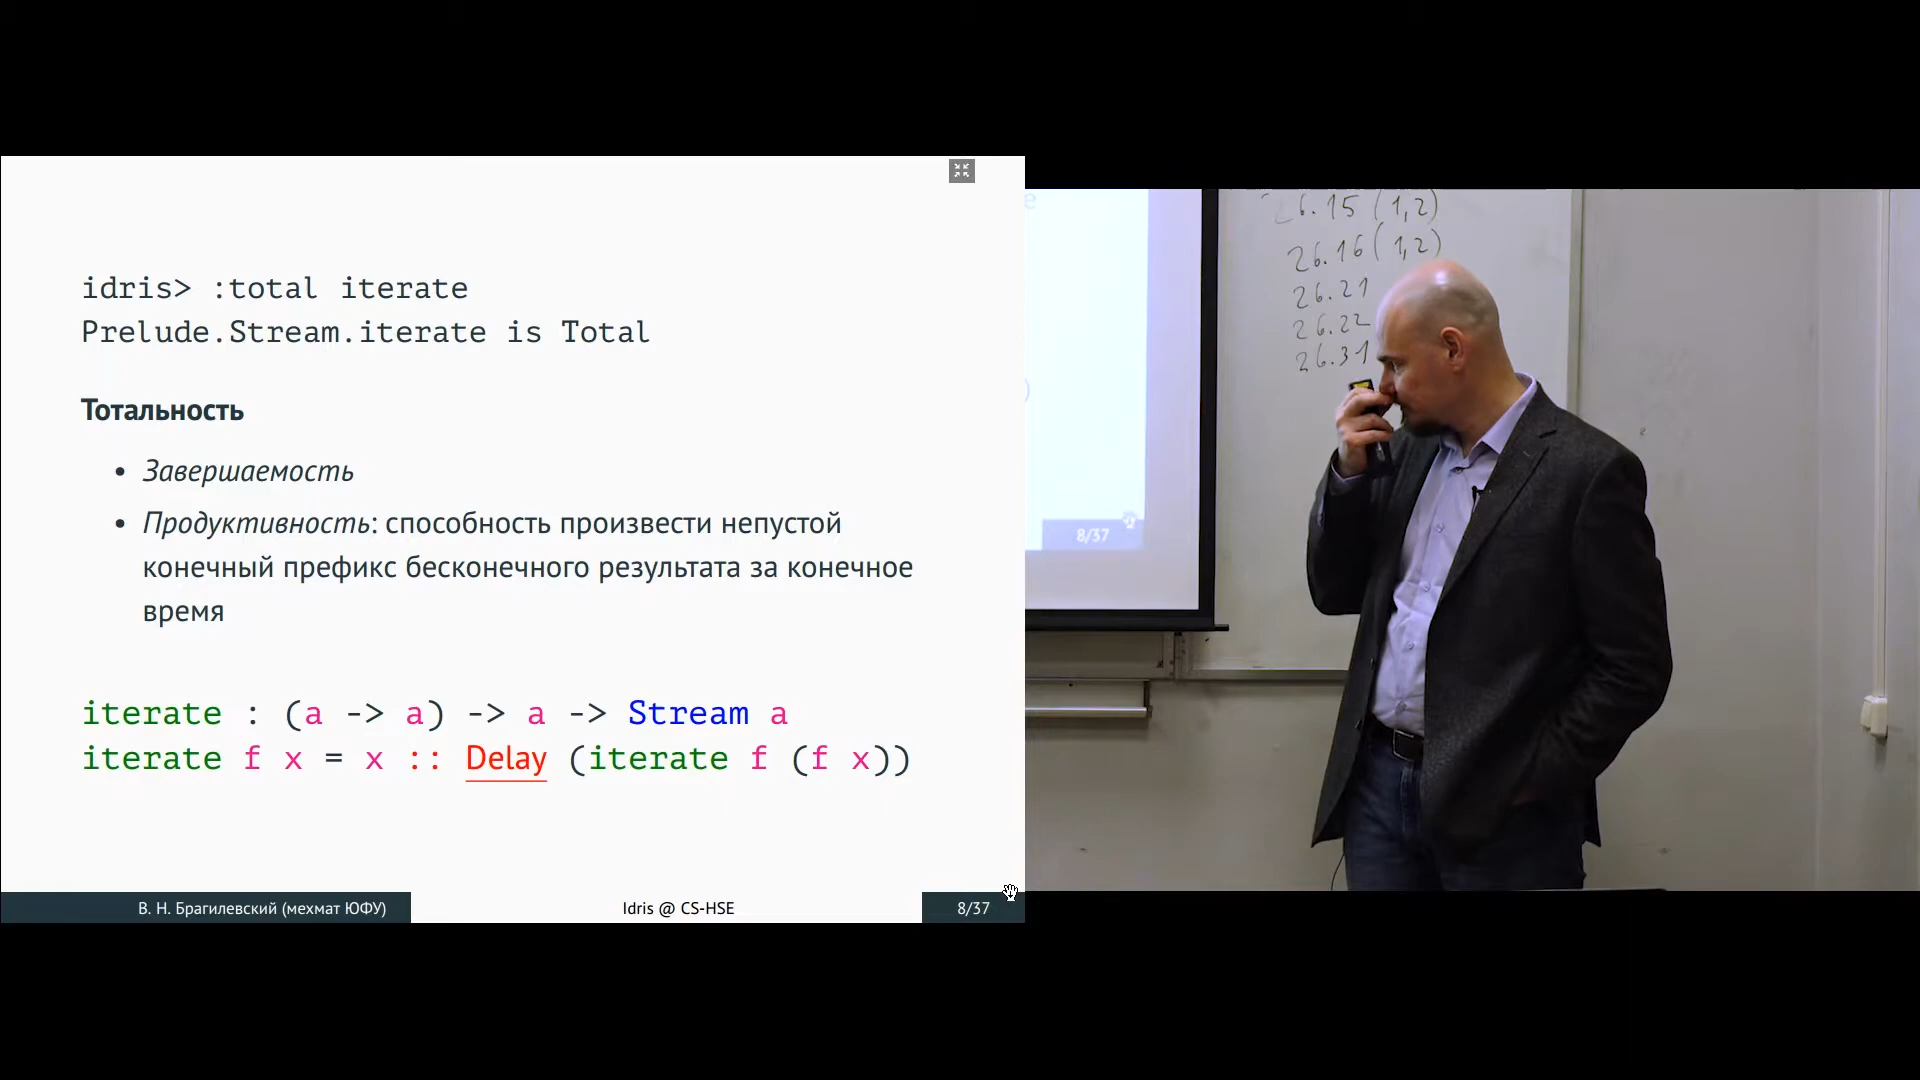 idris> :total iterate
Prelude.Stream.iterate is Total
Тотальность
• Завершаемость
• Продуктивность: способность произвести непустой
конечный префикс бесконечного результата за конечное
время
iterate : (a -> a) -> a -> Stream a
iterate f x = x :: Delay (iterate f (f x))
В. Н. Брагилевский (мехмат ЮФУ)
Idris @ CS-HSE
8/37
26.15 (1,2)
26.16 (1,2)
26.21
26.22
26.31
8/37